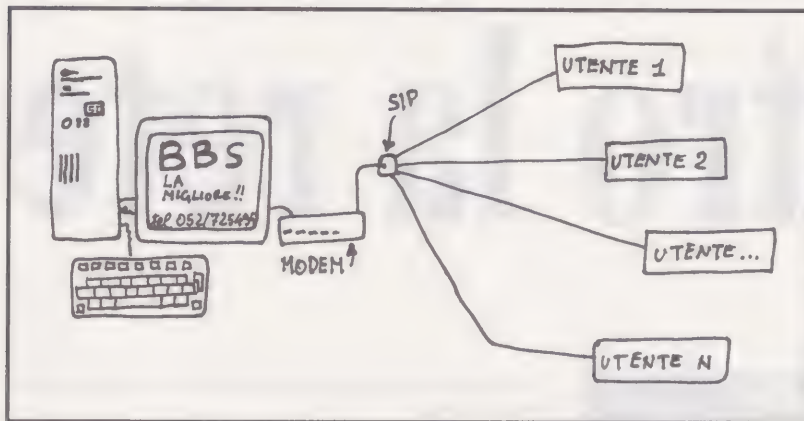 BBS
LA
MIGLIORE!!
MODEM
SIP
UTENTE 1
UTENTE 2
UTENTE...
UTENTE N